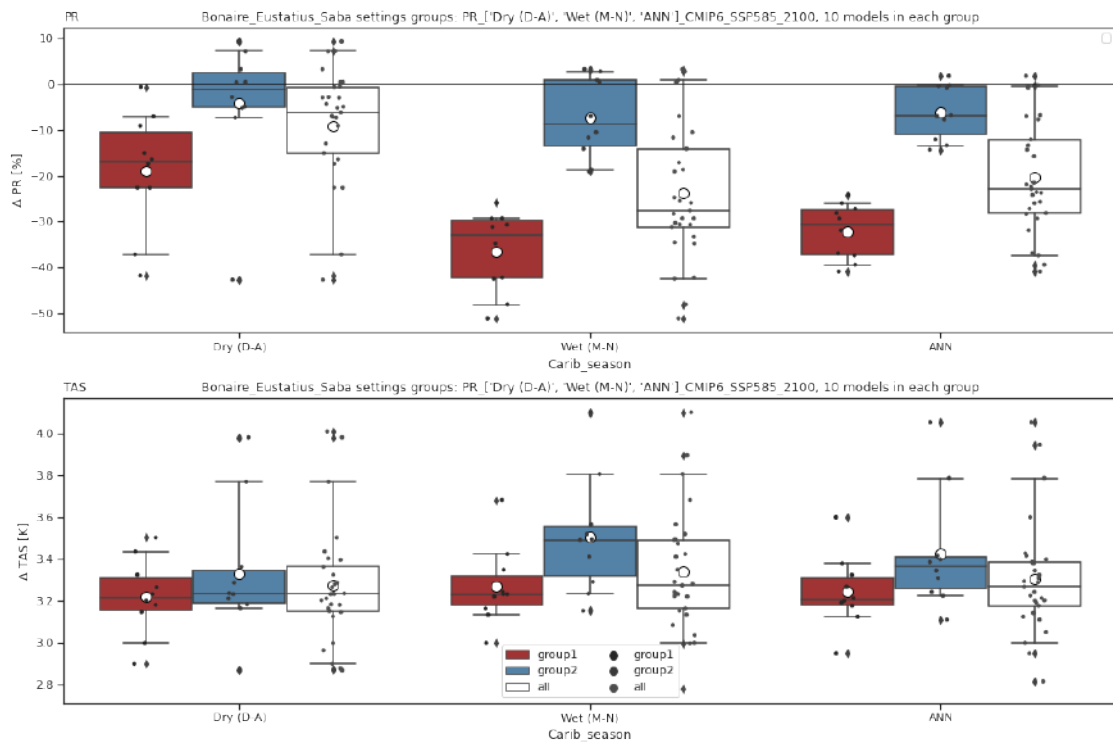 PR
Bonaire_Eustatius_Saba settings groups: PR_['Dry (D-A)', 'Wet (M-N)', 'ANN']_CMIP6_SSP585_2100, 10 models in each group
10
0
−10
−20
−30
−40
−50
Δ PR [%]
Dry (D-A)
Wet (M-N)
ANN
Carib_season
TAS
Bonaire_Eustatius_Saba settings groups: PR_['Dry (D-A)', 'Wet (M-N)', 'ANN']_CMIP6_SSP585_2100, 10 models in each group
4.0
3.8
3.6
3.4
3.2
3.0
2.8
Δ TAS [K]
group1
group2
all
group1
group2
all
Dry (D-A)
Wet (M-N)
ANN
Carib_season